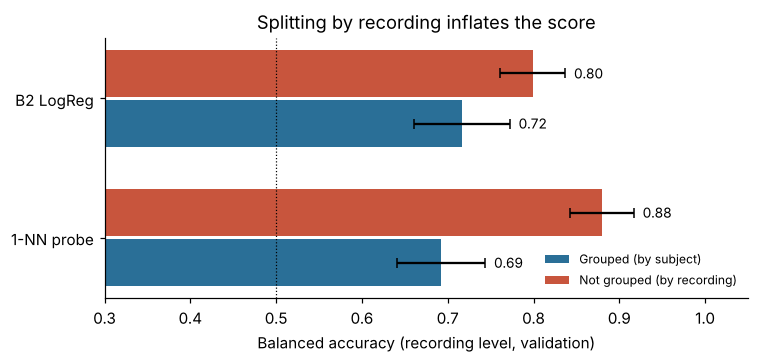 Splitting by recording inflates the score
B2 LogReg
0.80
0.72
1-NN probe
0.88
0.69
Grouped (by subject)
Not grouped (by recording)
0.3 0.4 0.5 0.6 0.7 0.8 0.9 1.0
Balanced accuracy (recording level, validation)